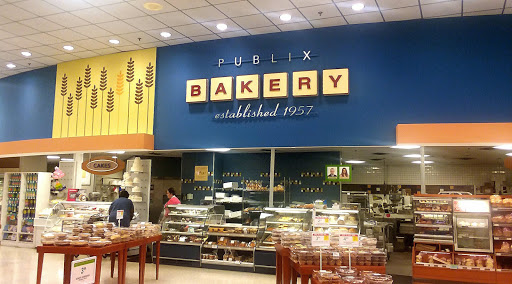 PUBLIX
BAKERY
established 1957
CAKES